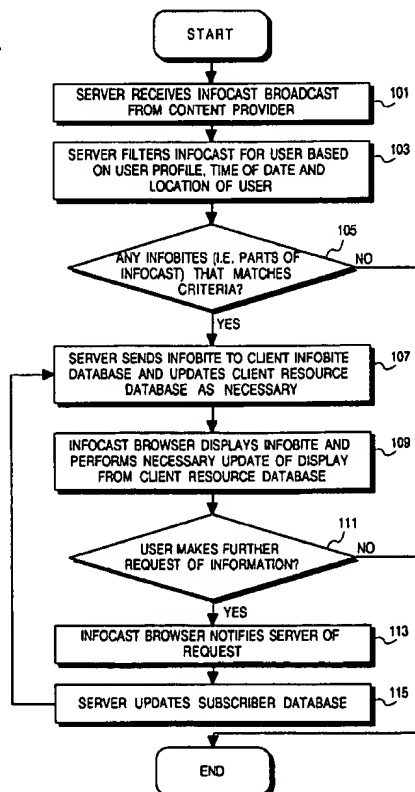 START
SERVER RECEIVES INFOCAST BROADCAST
FROM CONTENT PROVIDER
101
SERVER FILTERS INFOCAST FOR USER BASED
ON USER PROFILE, TIME OF DATE AND
LOCATION OF USER
103
105
ANY INFOBITES (I.E. PARTS OF
INFOCAST) THAT MATCHES
CRITERIA?
NO
YES
SERVER SENDS INFOBITE TO CLIENT INFOBITE
DATABASE AND UPDATES CLIENT RESOURCE
DATABASE AS NECESSARY
107
INFOCAST BROWSER DISPLAYS INFOBITE AND
PERFORMS NECESSARY UPDATE OF DISPLAY
FROM CLIENT RESOURCE DATABASE
109
111
USER MAKES FURTHER
REQUEST OF INFORMATION?
NO
YES
INFOCAST BROWSER NOTIFIES SERVER OF
REQUEST
113
SERVER UPDATES SUBSCRIBER DATABASE
115
END